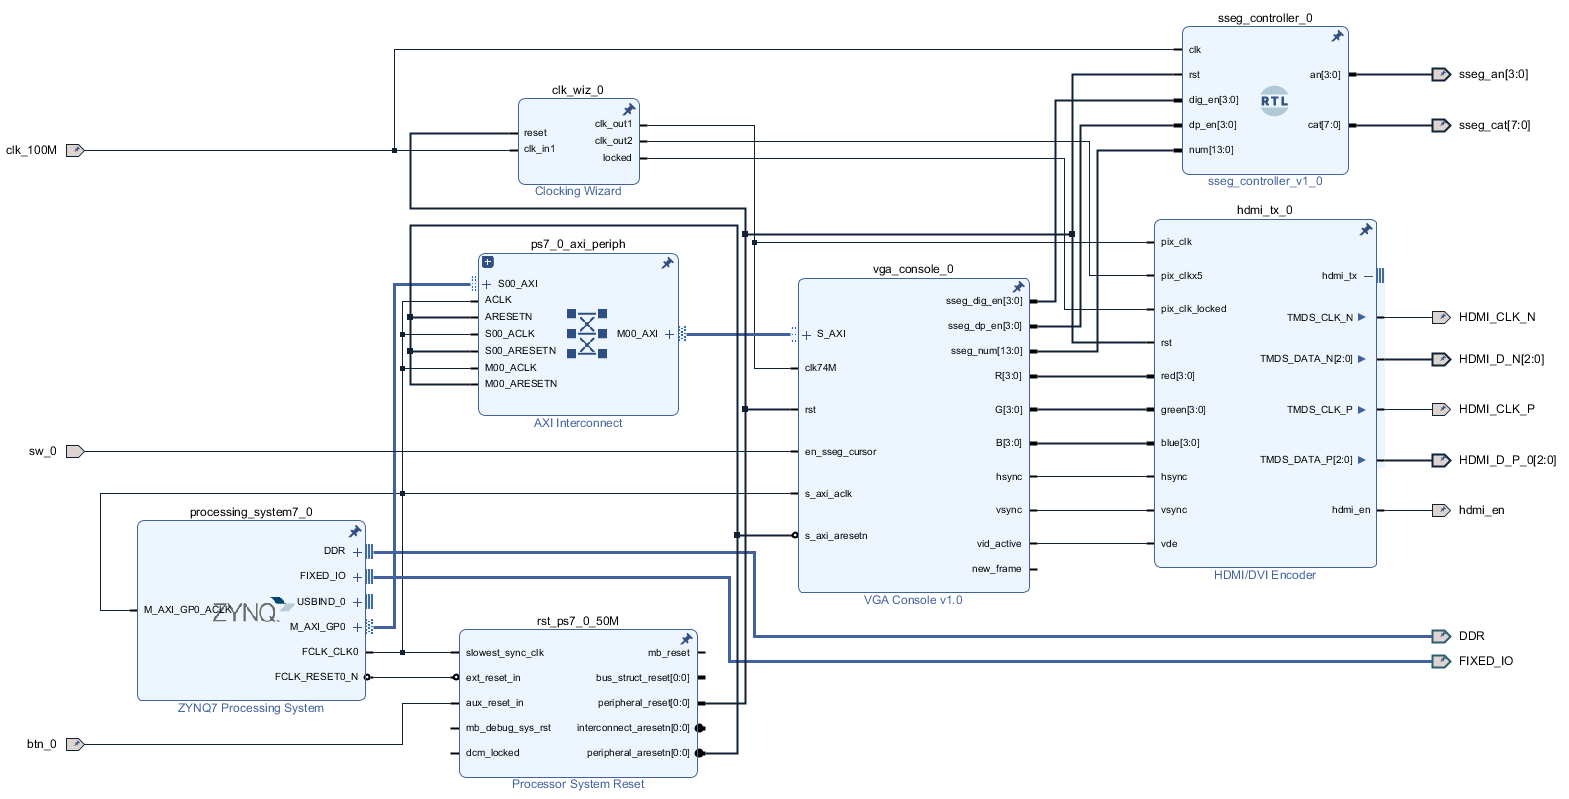 sseg_controller_0
clk
rst
an[3:0]
dig_en[3:0]
RTL
dp_en[3:0]
cat[7:0]
num[13:0]
sseg_controller_v1_0
sseg_an[3:0]
sseg_cat[7:0]
clk_wiz_0
reset
clk_in1
clk_out1
clk_out2
locked
Clocking Wizard
clk_100M
hdmi_tx_0
pix_clk
pix_clkx5
hdmi_tx
pix_clk_locked
TMDS_CLK_N
rst
TMDS_DATA_N[2:0]
red[3:0]
green[3:0]
TMDS_CLK_P
blue[3:0]
TMDS_DATA_P[2:0]
hsync
vsync
hdmi_en
vde
HDMI/DVI Encoder
HDMI_CLK_N
HDMI_D_N[2:0]
HDMI_CLK_P
HDMI_D_P_0[2:0]
hdmi_en
ps7_0_axi_periph
S00_AXI
ACLK
ARESETN
S00_ACLK
M00_AXI
S00_ARESETN
M00_ACLK
M00_ARESETN
AXI Interconnect
vga_console_0
sseg_dig_en[3:0]
sseg_dp_en[3:0]
S_AXI
sseg_num[13:0]
clk74M
R[3:0]
rst
G[3:0]
B[3:0]
en_sseg_cursor
hsync
s_axi_aclk
vsync
s_axi_aresetn
vid_active
new_frame
VGA Console v1.0
sw_0
processing_system7_0
DDR
FIXED_IO
USBIND_0
M_AXI_GP0_ACLK
ZYNQ
M_AXI_GP0
FCLK_CLK0
FCLK_RESET0_N
ZYNQ7 Processing System
rst_ps7_0_50M
slowest_sync_clk
mb_reset
ext_reset_in
bus_struct_reset[0:0]
aux_reset_in
peripheral_reset[0:0]
mb_debug_sys_rst
interconnect_aresetn[0:0]
dcm_locked
peripheral_aresetn[0:0]
Processor System Reset
btn_0
DDR
FIXED_IO